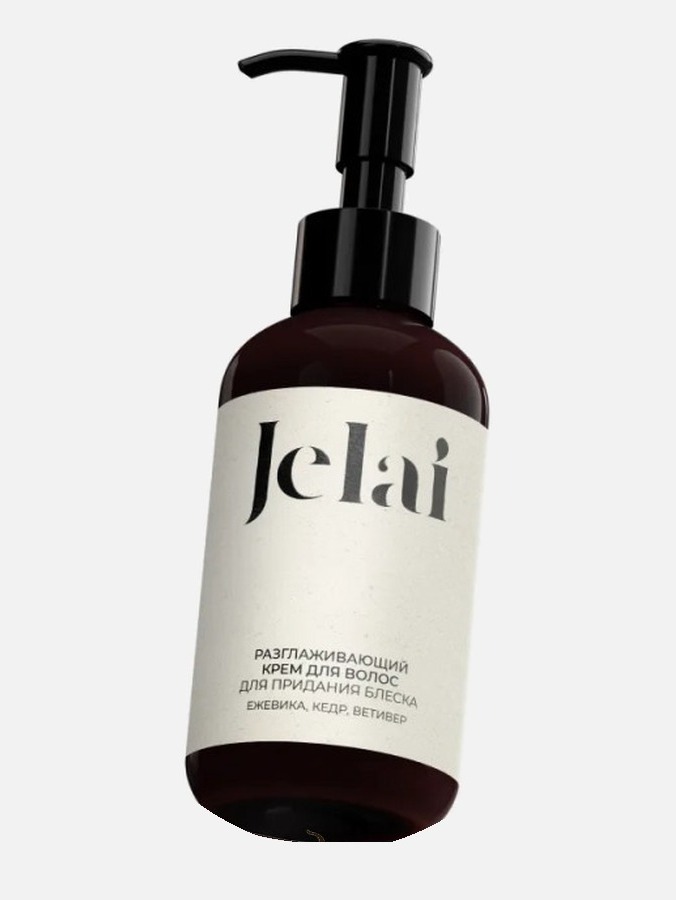 Jelai
РАЗГЛАЖИВАЮЩИЙ
КРЕМ ДЛЯ ВОЛОС
ДЛЯ ПРИДАНИЯ БЛЕСКА
ЕЖЕВИКА, КЕДР, ВЕТИВЕР